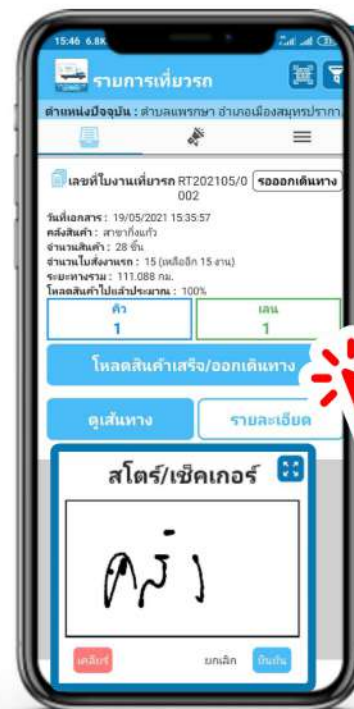 15:46 6.8K
รายการเที่ยวรถ
ตำแหน่งปัจจุบัน : ตำบลแพรกษา อำเภอเมืองสมุทรปรากา
เลขที่ใบงานเที่ยวรถ RT202105/0002
รอออกเดินทาง
วันที่เอกสาร : 19/05/2021 15:35:57
คลังสินค้า : สาขากิ่งแก้ว
จำนวนสินค้า : 28 ชิ้น
จำนวนใบสั่งงานรถ : 15 (เหลืออีก 15 งาน)
ระยะทางรวม : 111.088 กม.
โหลดสินค้าไปแล้วประมาณ : 100%
คิว เลน
1 1
โหลดสินค้าเสร็จ/ออกเดินทาง
ดูเส้นทาง รายละเอียด
สโตร์/เช็คเกอร์
เคลียร์ ยกเลิก ยืนยัน